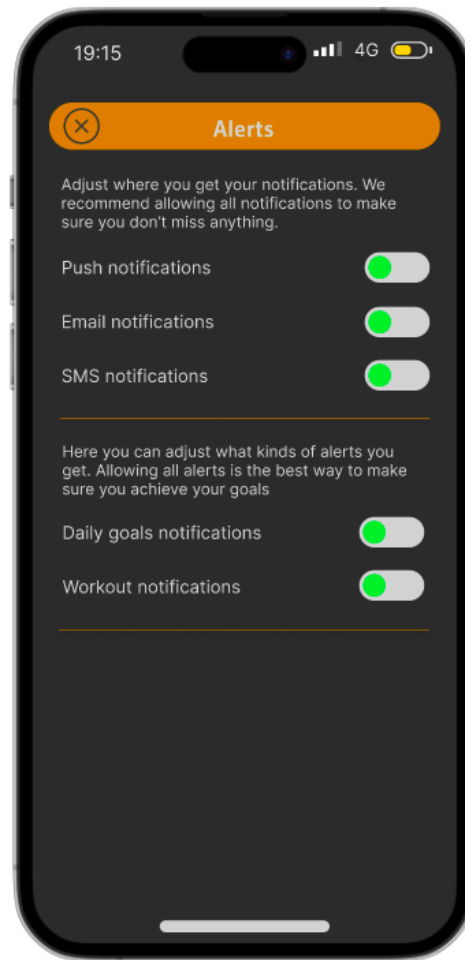 19:15
4G
Alerts
Adjust where you get your notifications. We
recommend allowing all notifications to make
sure you don't miss anything.
Push notifications
Email notifications
SMS notifications
Here you can adjust what kinds of alerts you
get. Allowing all alerts is the best way to make
sure you achieve your goals
Daily goals notifications
Workout notifications